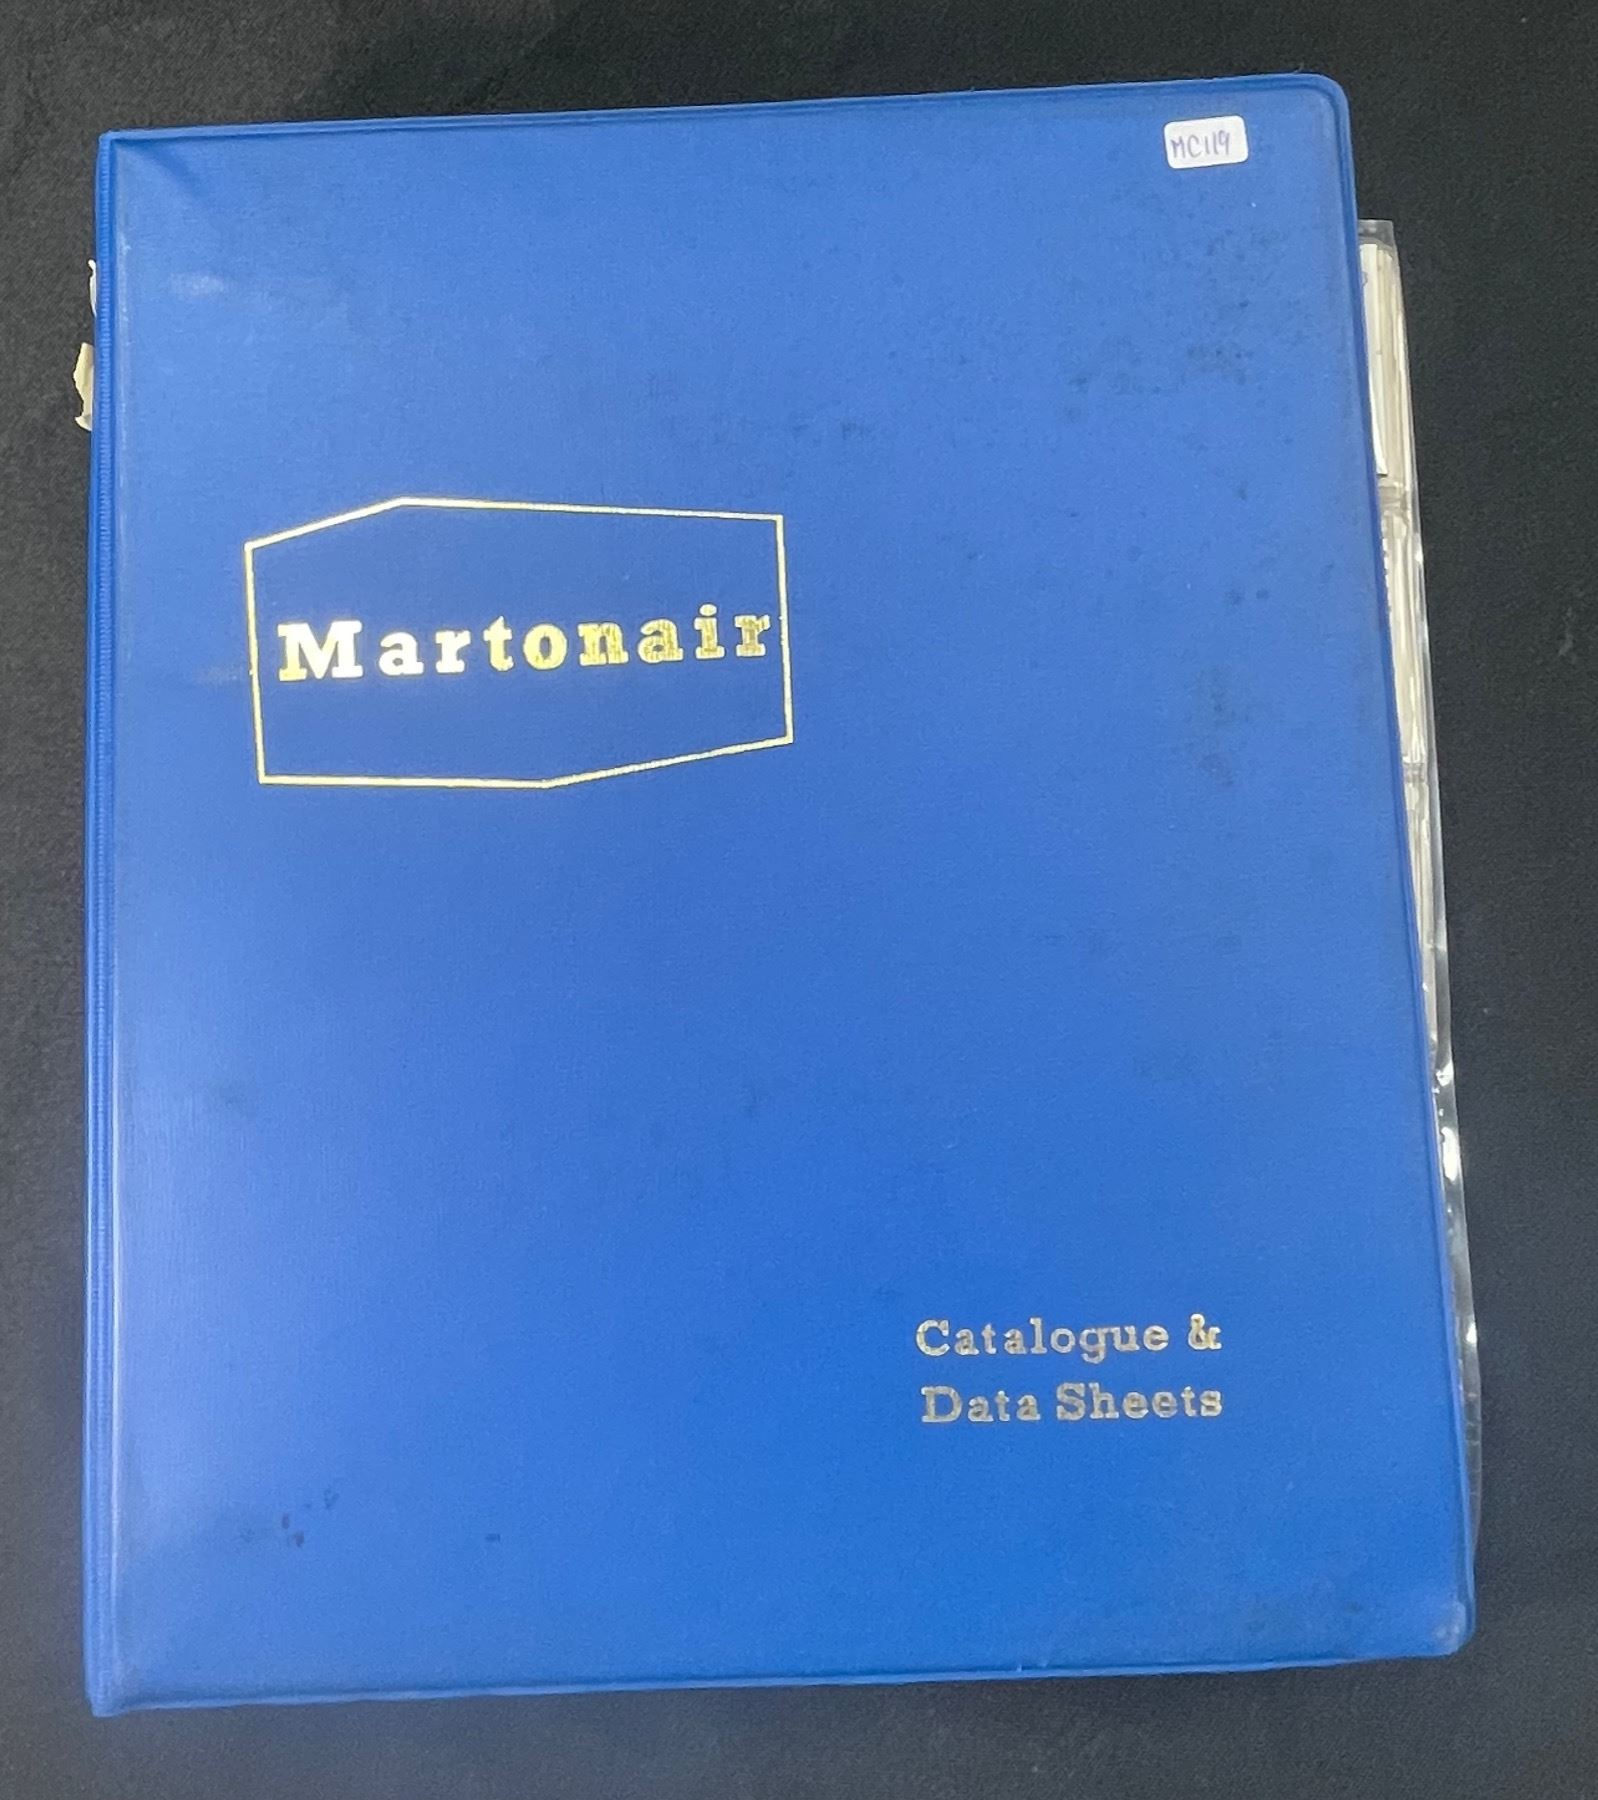 MC119
Martonair
Catalogue &
Data Sheets